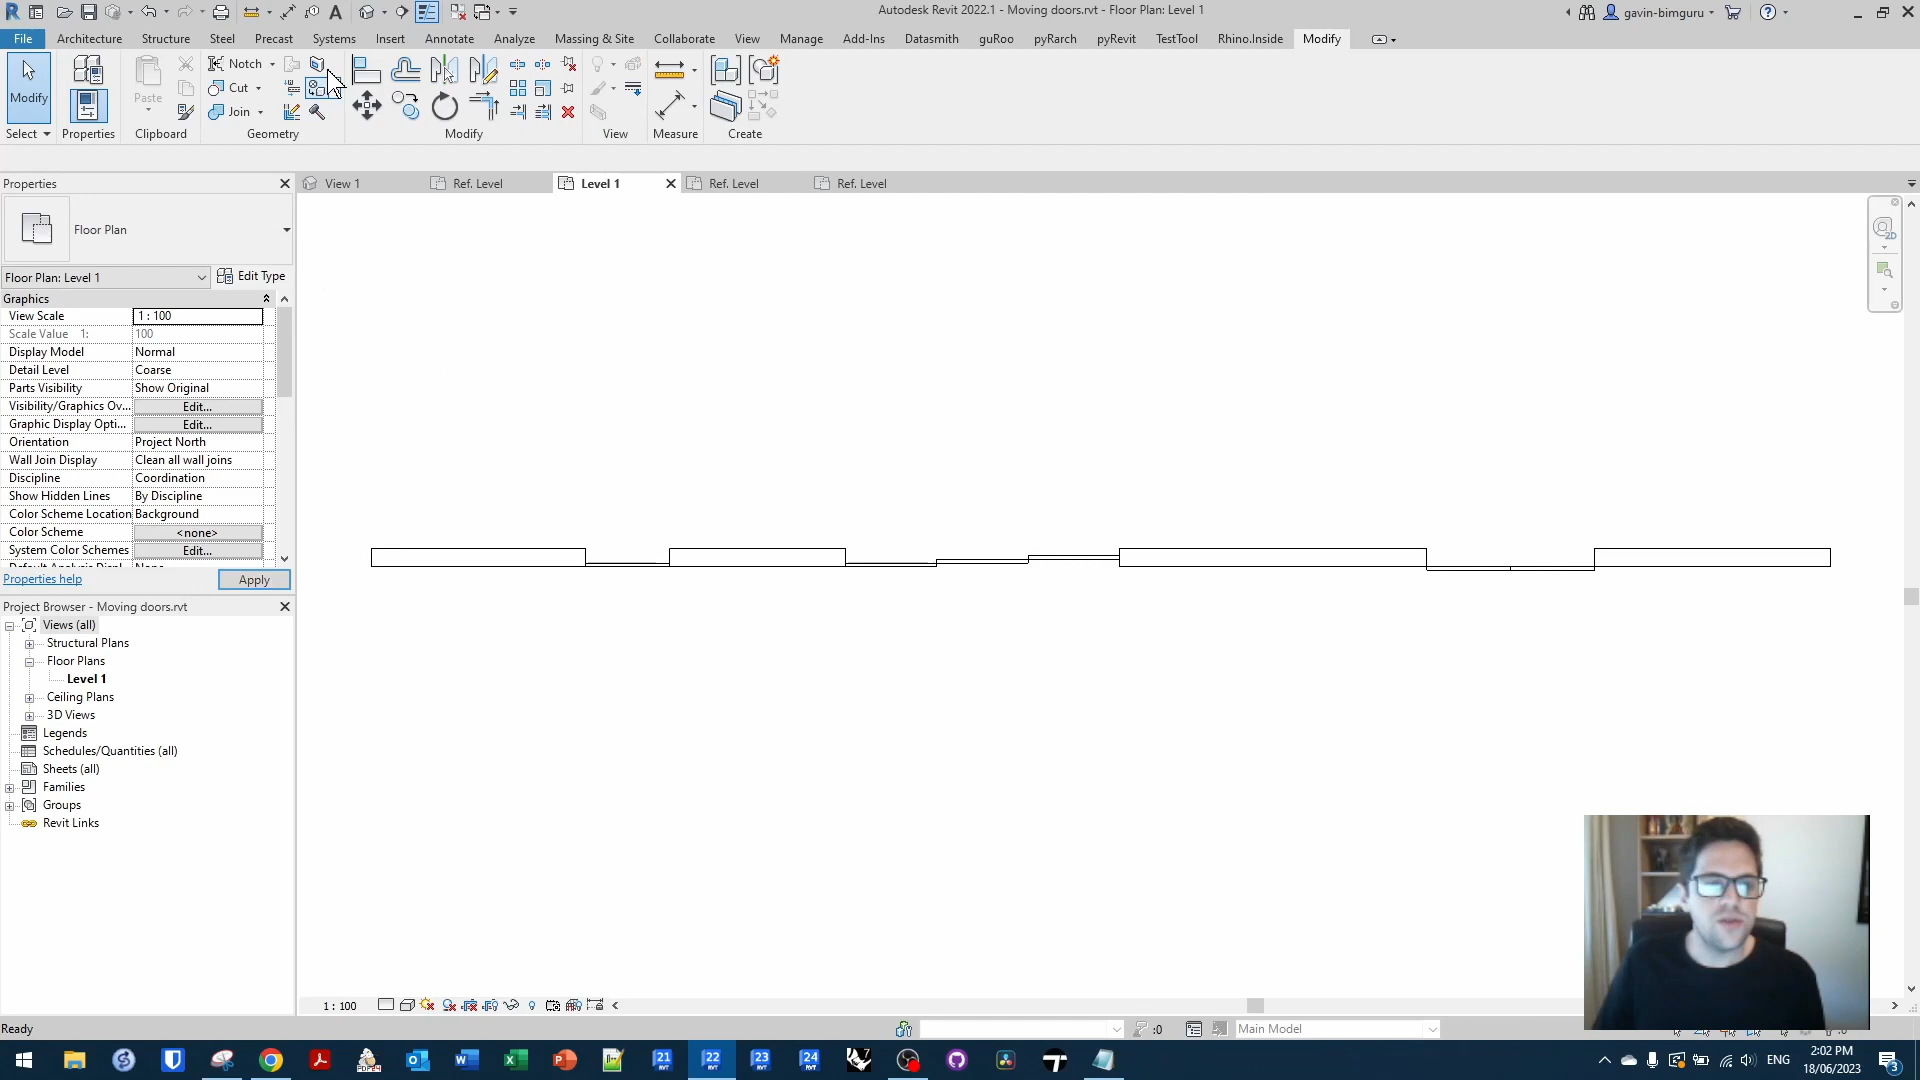 Autodesk Revit 2022.1 - Moving doors.rvt - Floor Plan: Level 1
gavin-bimguru
File
Architecture
Structure
Steel
Precast
Systems
Insert
Annotate
Analyze
Massing & Site
Collaborate
View
Manage
Add-Ins
Datasmith
guRoo
pyRarch
pyRevit
TestTool
Rhino.Inside
Modify
Modify
Paste
Notch
Cut
Join
Select
Properties
Clipboard
Geometry
Modify
View
Measure
Create
Properties
View 1
Ref. Level
Level 1
Ref. Level
Ref. Level
Floor Plan
Floor Plan: Level 1
Edit Type
Graphics
View Scale 1 : 100
Scale Value 1: 100
Display Model Normal
Detail Level Coarse
Parts Visibility Show Original
Visibility/Graphics Ov... Edit...
Graphic Display Opti... Edit...
Orientation Project North
Wall Join Display Clean all wall joins
Discipline Coordination
Show Hidden Lines By Discipline
Color Scheme Location Background
Color Scheme <none>
System Color Schemes Edit...
Properties help
Apply
Project Browser - Moving doors.rvt
Views (all)
Structural Plans
Floor Plans
Level 1
Ceiling Plans
3D Views
Legends
Schedules/Quantities (all)
Sheets (all)
Families
Groups
Revit Links
1 : 100
Ready
:0
Main Model
2D
21
22
23
24
ENG
2:02 PM
18/06/2023
3